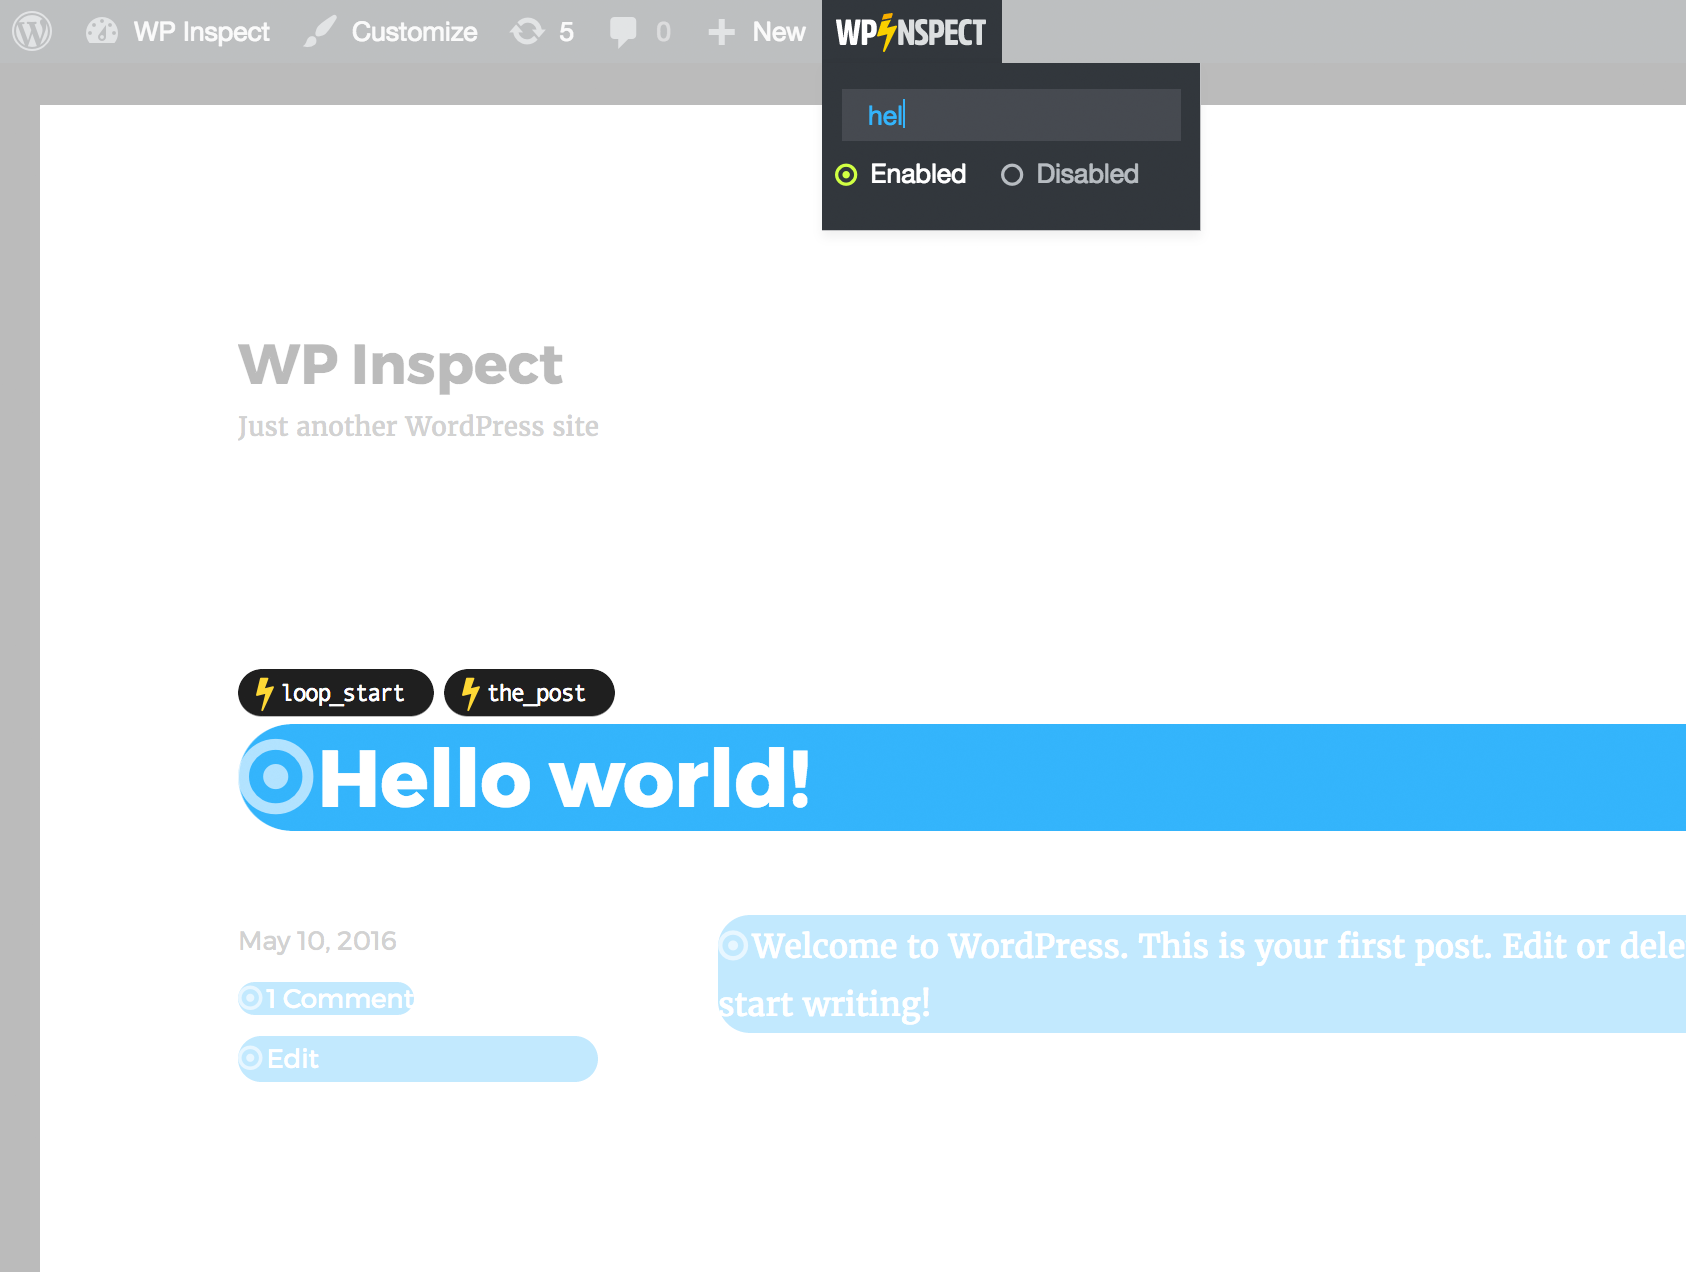 WP Inspect Customize 5 0 New WPINSPECT
hel
Enabled Disabled
WP Inspect
Just another WordPress site
loop_start the_post
Hello world!
May 10, 2016
1 Comment
Edit
Welcome to WordPress. This is your first post. Edit or dele
start writing!